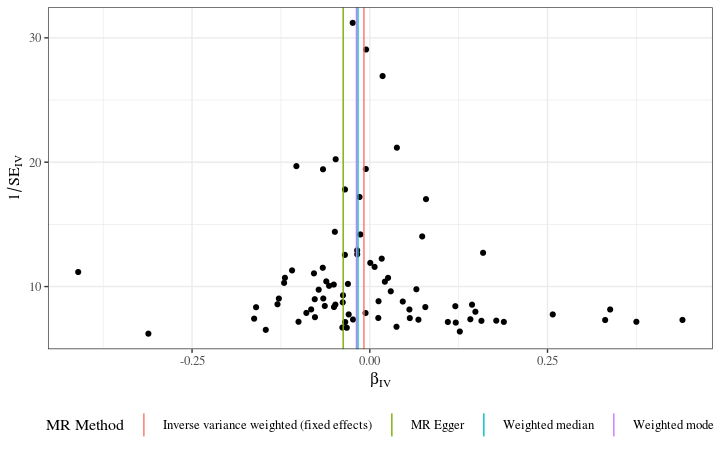 30
20
10
1/SE_IV
-0.25
0.00
0.25
β_IV
MR Method
Inverse variance weighted (fixed effects)
MR Egger
Weighted median
Weighted mode